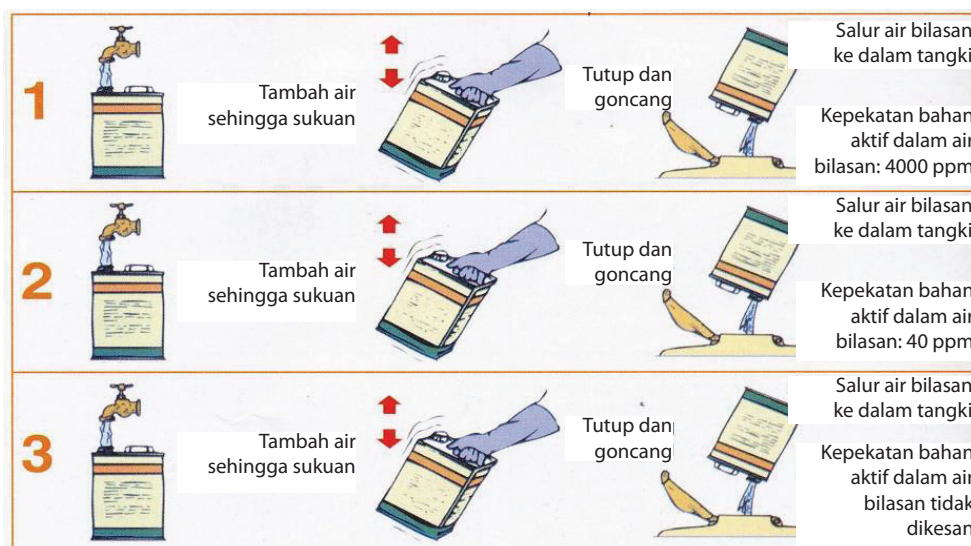 1
Tambah air
sehingga sukuan
Tutup dan
goncang
Salur air bilasan
ke dalam tangki
Kepekatan bahan
aktif dalam air
bilasan: 4000 ppm
2
Tambah air
sehingga sukuan
Tutup dan
goncang
Salur air bilasan
ke dalam tangki
Kepekatan bahan
aktif dalam air
bilasan: 40 ppm
3
Tambah air
sehingga sukuan
Tutup dan
goncang
Salur air bilasan
ke dalam tangki
Kepekatan bahan
aktif dalam air
bilasan tidak
dikesan